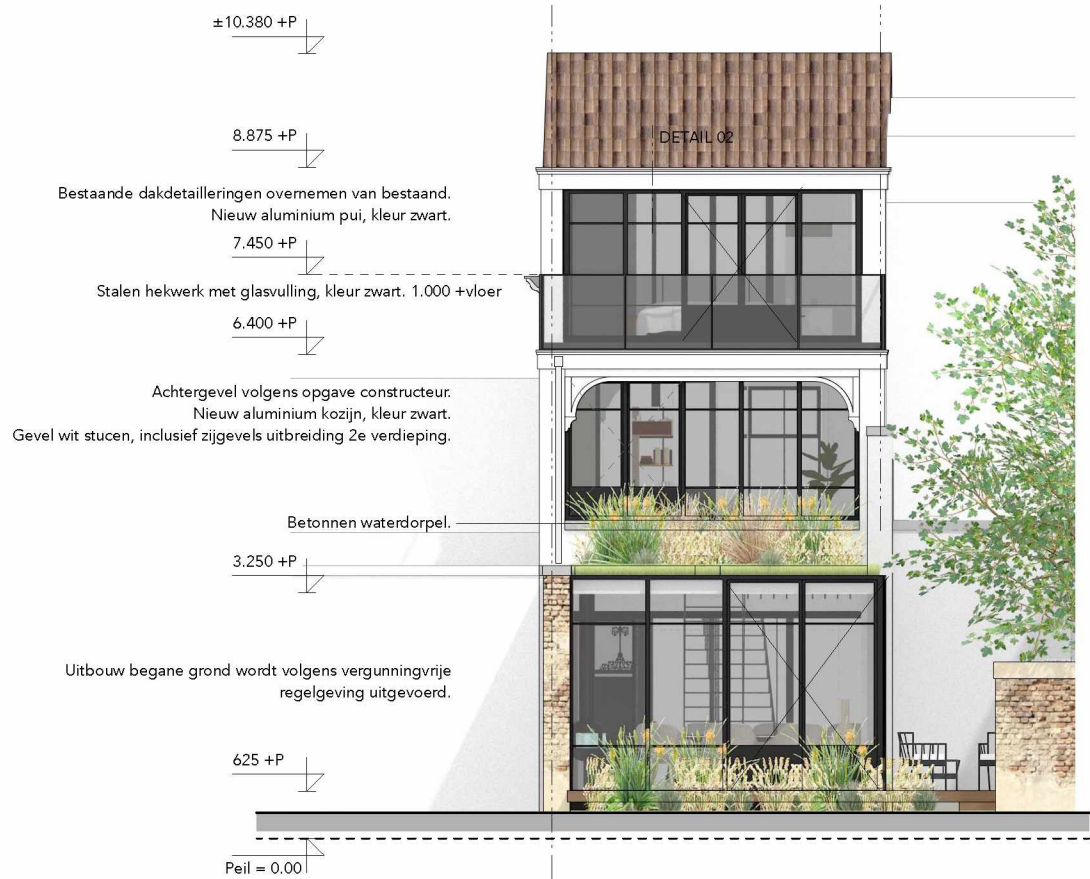 ±10.380 +P
8.875 +P
DETAIL 02
Bestaande dakdetailleringen overnemen van bestaand.
Nieuw aluminium pui, kleur zwart.
7.450 +P
Stalen hekwerk met glasvulling, kleur zwart. 1.000 +vloer
6.400 +P
Achtergevel volgens opgave constructeur.
Nieuw aluminium kozijn, kleur zwart.
Gevel wit stucen, inclusief zijgevels uitbreiding 2e verdieping.
Betonnen waterdorpel.
3.250 +P
Uitbouw begane grond wordt volgens vergunningvrije
regelgeving uitgevoerd.
625 +P
Peil = 0.00